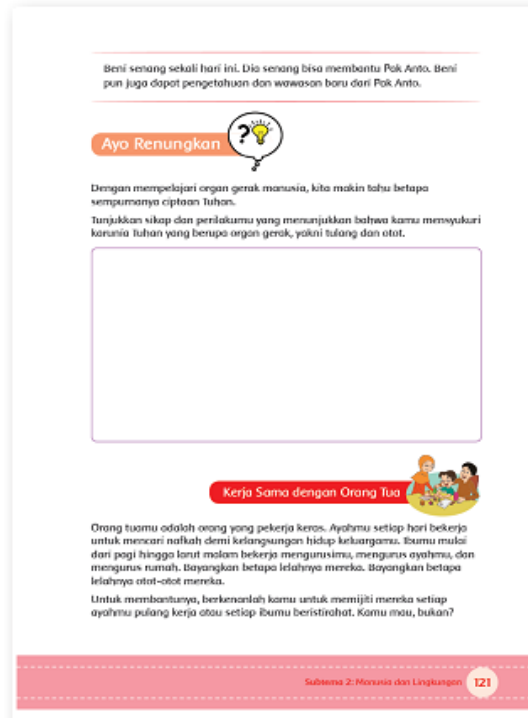 Beni senang sekali hari ini. Dia senang bisa membantu Pak Anto. Beni
pun juga dapat pengetahuan dan wawasan baru dari Pak Anto.
Ayo Renungkan
?
Dengan mempelajari organ gerak manusia, kita makin tahu betapa
sempurnanya ciptaan Tuhan.
Tunjukkan sikap dan perilakumu yang menunjukkan bahwa kamu mensyukuri
karunia Tuhan yang berupa organ gerak, yakni tulang dan otot.
Kerja Sama dengan Orang Tua
Orang tuamu adalah orang yang pekerja keras. Ayahmu setiap hari bekerja
untuk mencari nafkah demi kelangsungan hidup keluargamu. Ibumu mulai
dari pagi hingga larut malam bekerja mengurusimu, mengurus ayahmu, dan
mengurus rumah. Bayangkan betapa lelahnya mereka. Bayangkan betapa
lelahnya otot-otot mereka.
Untuk membantunya, berkenanlah kamu untuk memijiti mereka setiap
ayahmu pulang kerja atau setiap ibumu beristirahat. Kamu mau, bukan?
Subtema 2: Manusia dan Lingkungan 121